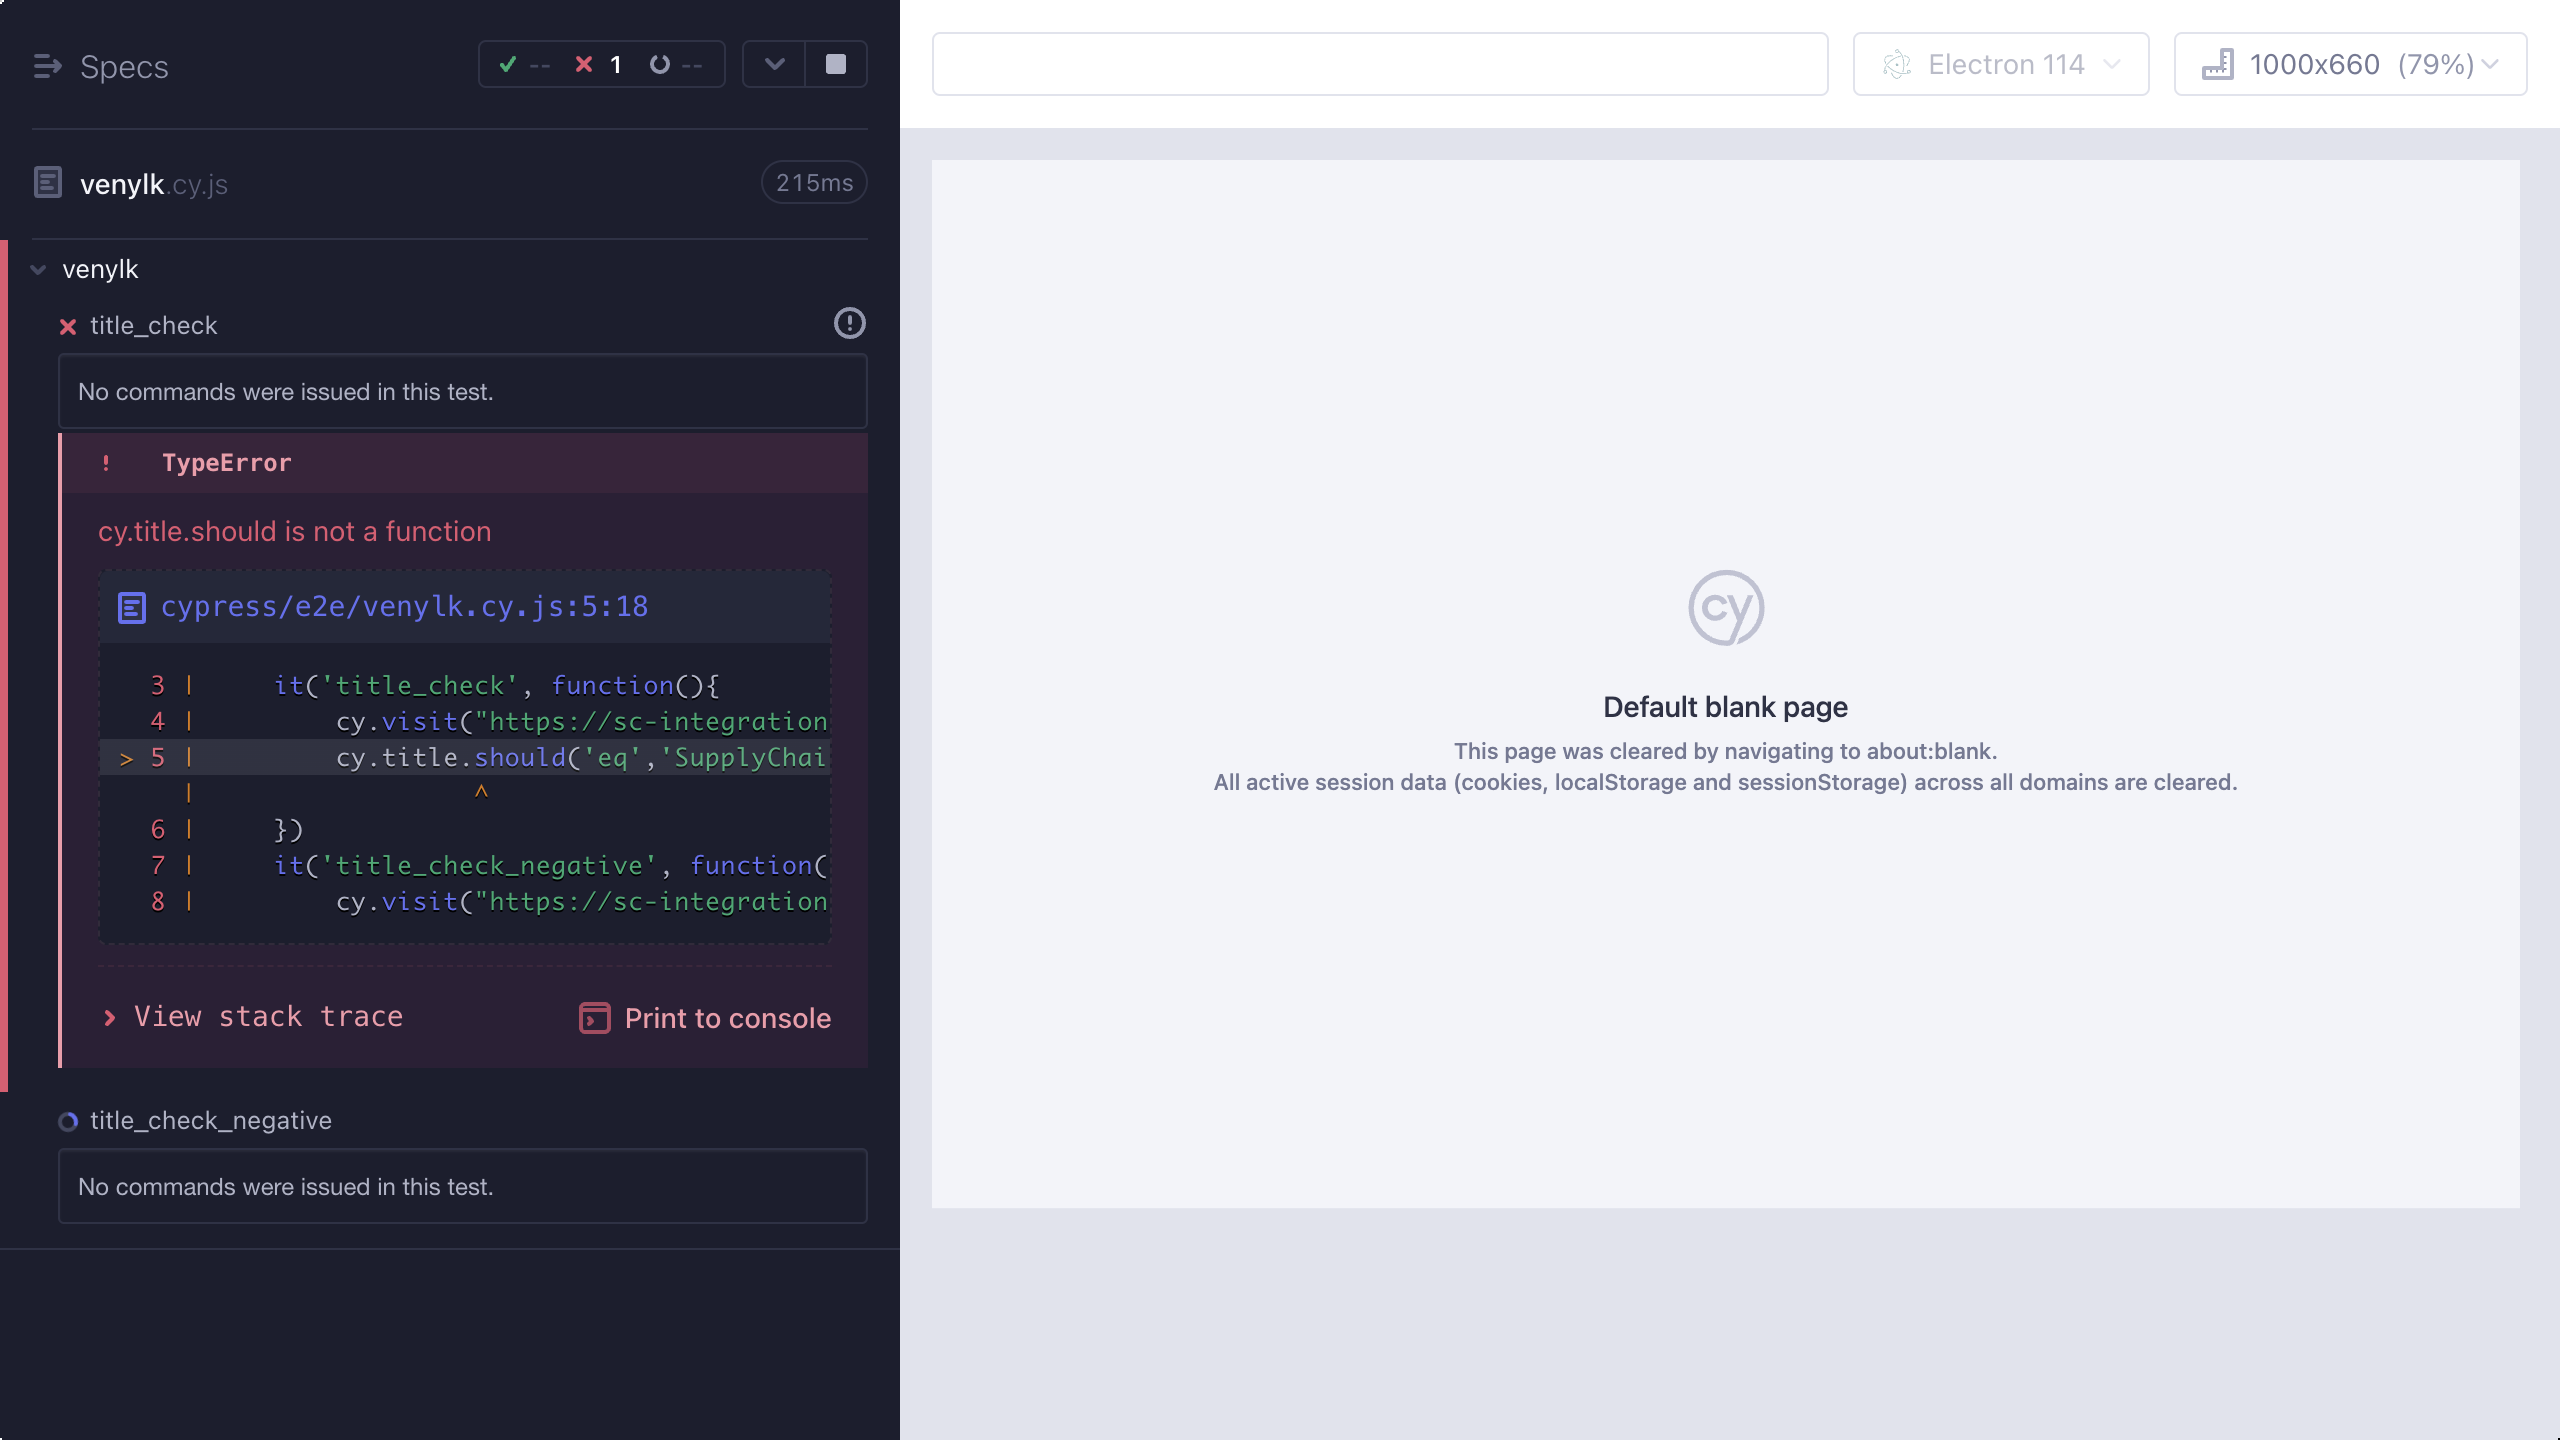 Specs
-- 1 --
venylk.cy.js
215ms
venylk
title_check
No commands were issued in this test.
! TypeError
cy.title.should is not a function
cypress/e2e/venylk.cy.js:5:18
3 | it('title_check', function(){
4 | cy.visit("https://sc-integration
> 5 | cy.title.should('eq','SupplyChai
| ^
6 | })
7 | it('title_check_negative', function(
8 | cy.visit("https://sc-integration
View stack trace
Print to console
title_check_negative
No commands were issued in this test.
Electron 114
1000x660 (79%)
cy
Default blank page
This page was cleared by navigating to about:blank.
All active session data (cookies, localStorage and sessionStorage) across all domains are cleared.